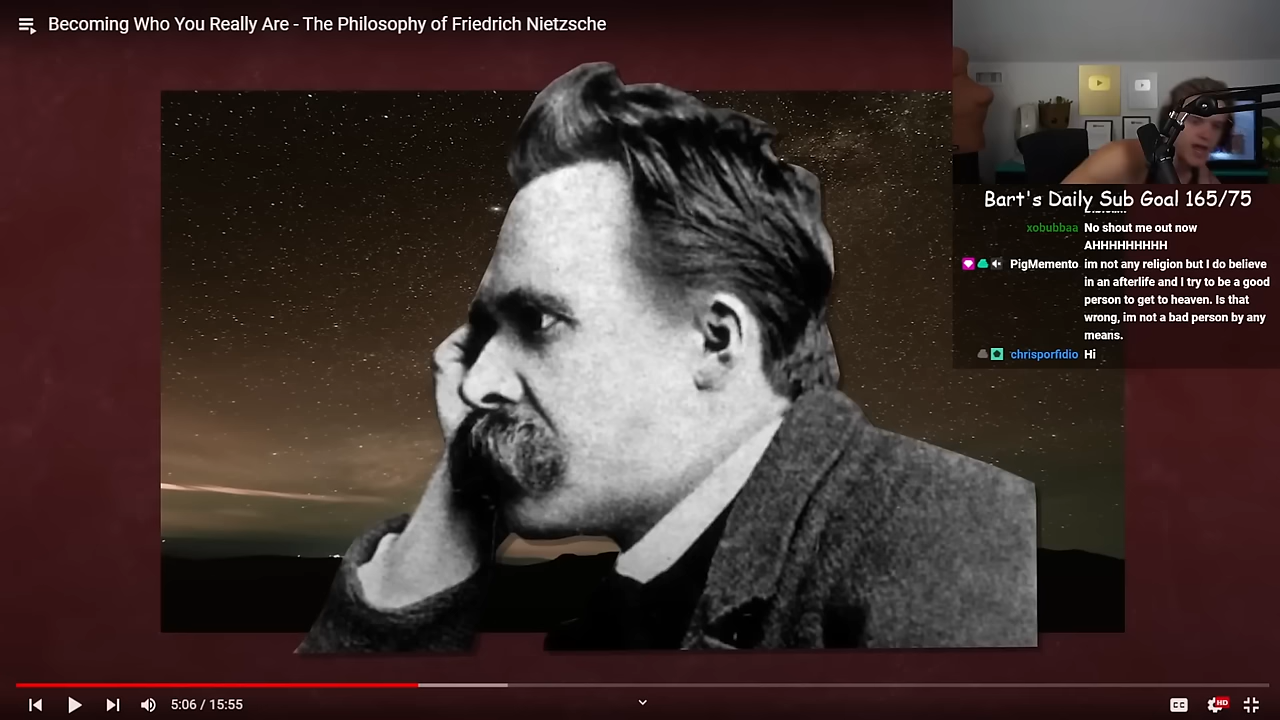 Becoming Who You Really Are - The Philosophy of Friedrich Nietzsche
Bart's Daily Sub Goal 165/75
xobubbaa No shout me out now
AHHHHHHHHH
PigMemento im not any religion but I do believe
in an afterlife and I try to be a good
person to get to heaven. Is that
wrong, im not a bad person by any
means.
chrisporfidio Hi
5:06 / 15:55
CC
HD